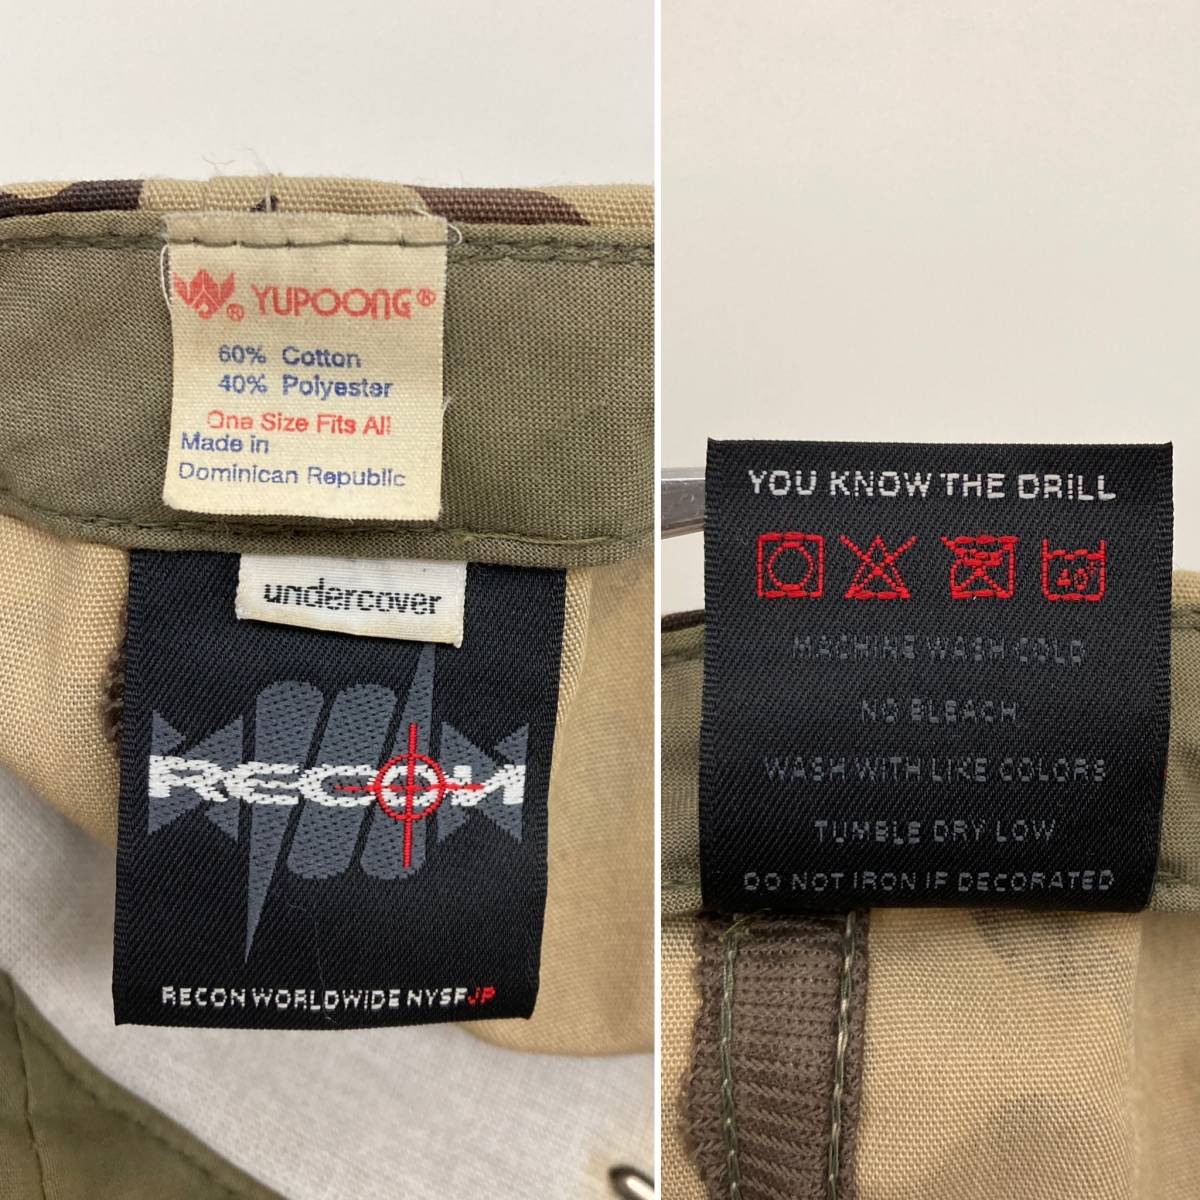 YUPOONG®
®
60% Cotton
40% Polyester
One Size Fits All
Made in
Dominican Republic
undercover
RECON
RECON WORLDWIDE NYSFJP
YOU KNOW THE DRILL
40°
MACHINE WASH COLD
NO BLEACH
WASH WITH LIKE COLORS
TUMBLE DRY LOW
DO NOT IRON IF DECORATED